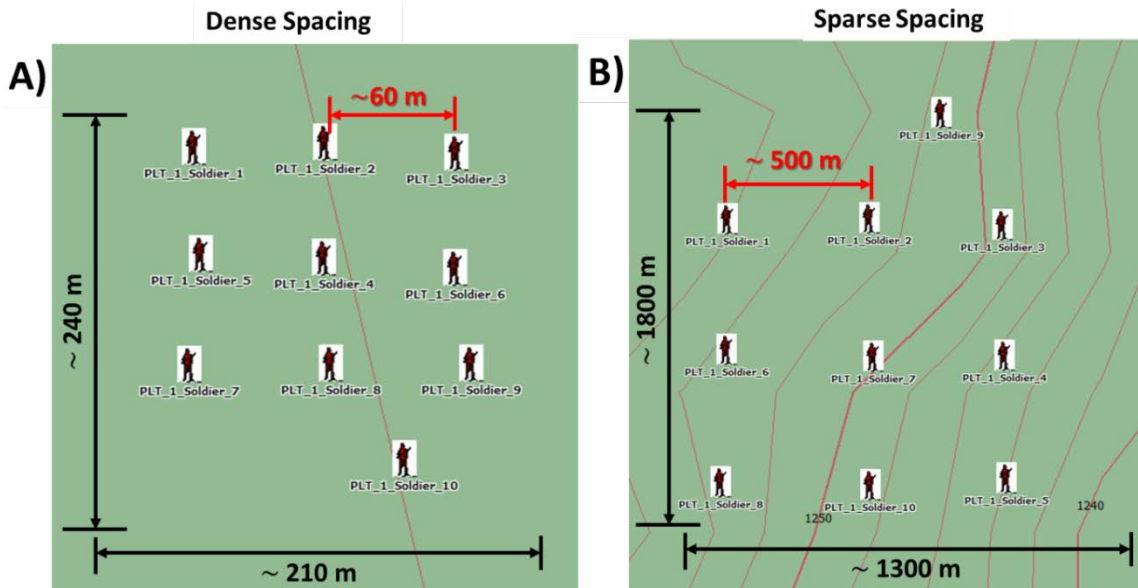 Dense Spacing
Sparse Spacing
A)
~60 m
PLT_1_Soldier_1
PLT_1_Soldier_2
PLT_1_Soldier_3
PLT_1_Soldier_5
PLT_1_Soldier_4
PLT_1_Soldier_6
PLT_1_Soldier_7
PLT_1_Soldier_8
PLT_1_Soldier_9
PLT_1_Soldier_10
~ 240 m
~ 210 m
B)
PLT_1_Soldier_9
~ 500 m
PLT_1_Soldier_1
PLT_1_Soldier_2
PLT_1_Soldier_3
PLT_1_Soldier_6
PLT_1_Soldier_7
PLT_1_Soldier_4
PLT_1_Soldier_8
PLT_1_Soldier_10
PLT_1_Soldier_5
1250
1240
~ 1800 m
~ 1300 m